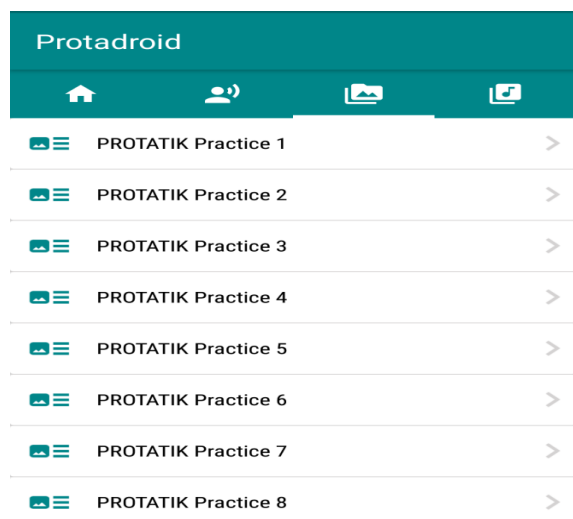 Protadroid
PROTATIK Practice 1
PROTATIK Practice 2
PROTATIK Practice 3
PROTATIK Practice 4
PROTATIK Practice 5
PROTATIK Practice 6
PROTATIK Practice 7
PROTATIK Practice 8